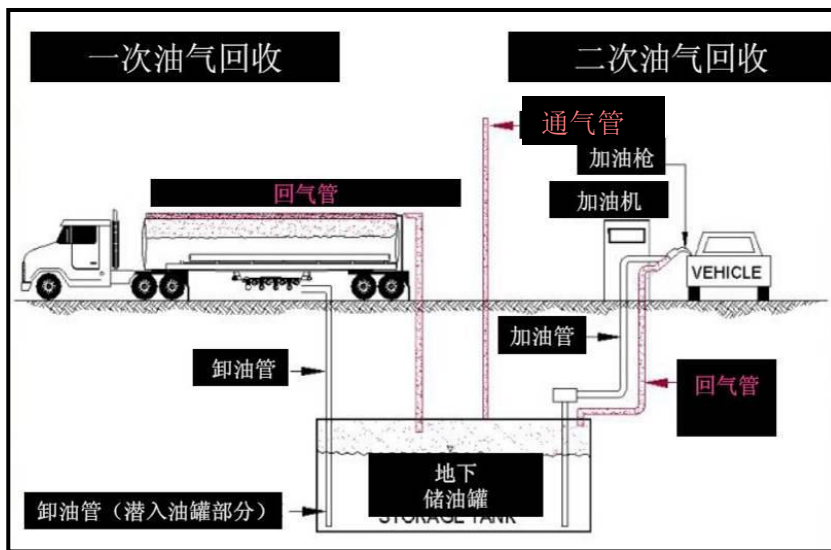 一次油气回收
二次油气回收
通气管
加油枪
回气管
加油机
VEHICLE
卸油管
加油管
回气管
地下
储油罐
STORAGE TANK
卸油管（潜入油罐部分）